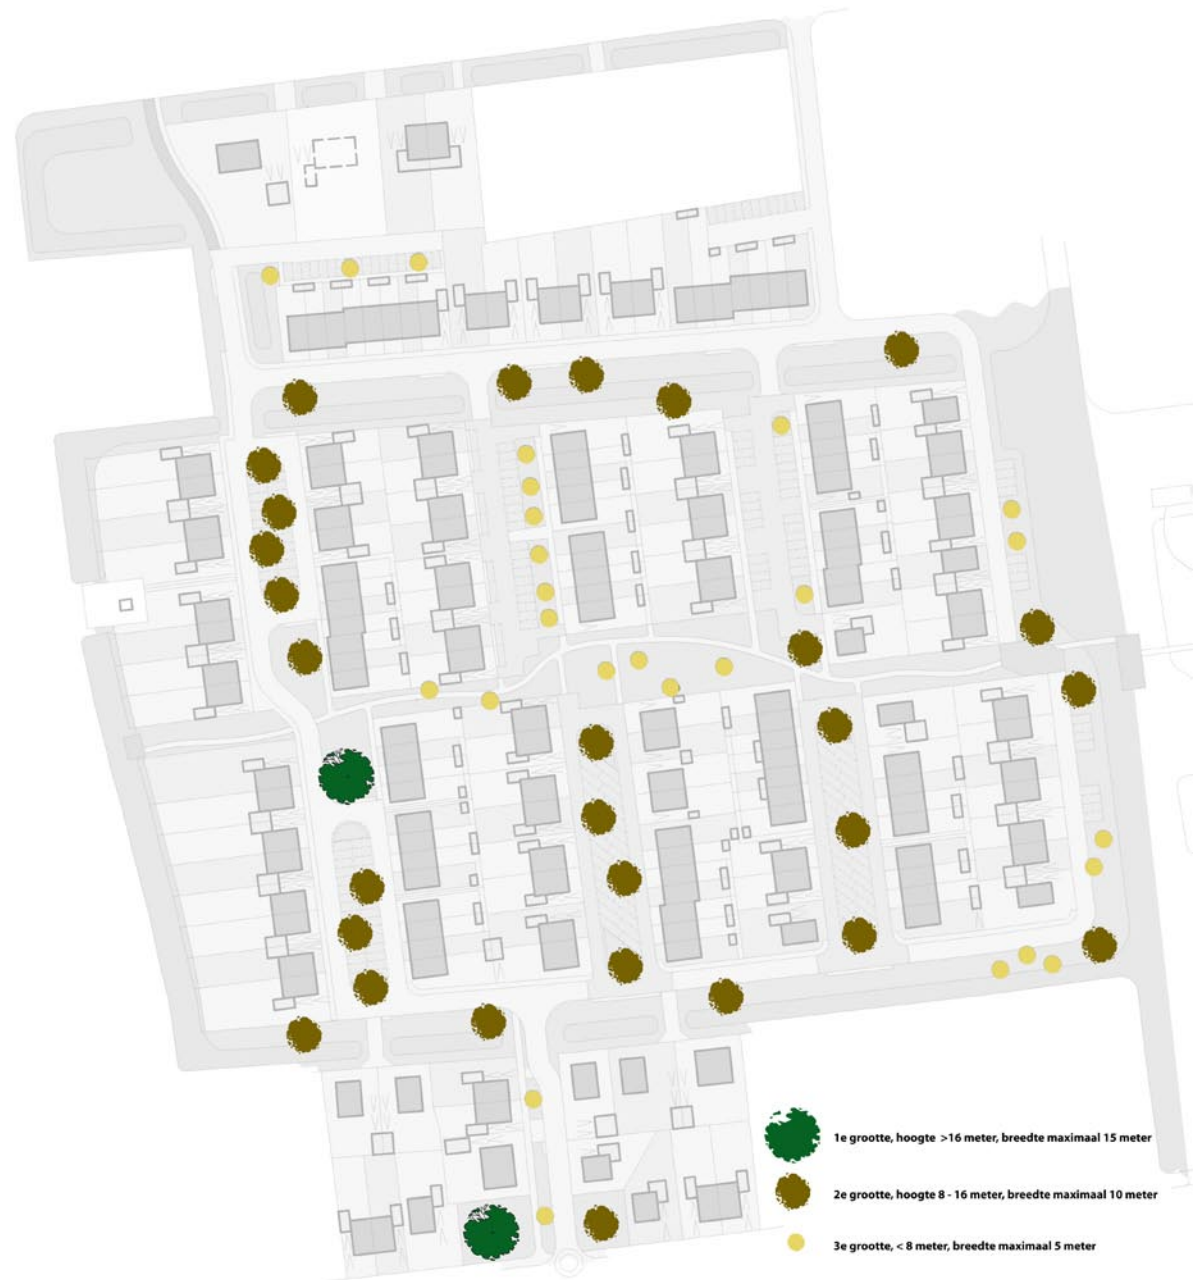 1e grootte, hoogte >16 meter, breedte maximaal 15 meter
2e grootte, hoogte 8 - 16 meter, breedte maximaal 10 meter
3e grootte, < 8 meter, breedte maximaal 5 meter